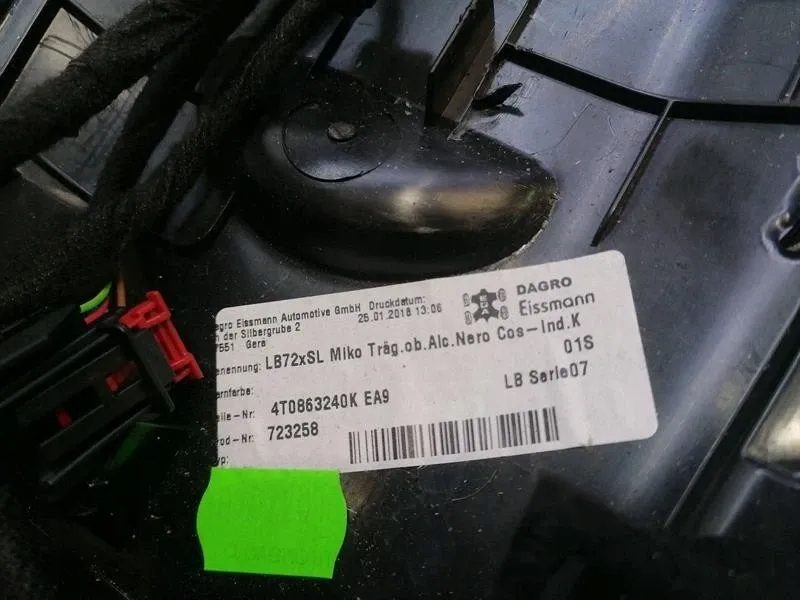 agro Eissmann Automotive GmbH Druckdatum:
n der Silbergrube 2 25.01.2018 13:06
7551 Gera
DAGRO
Eissmann
enennung: LB72xSL Miko Träg.ob.Alc.Nero Cos-Ind.K
01S
arnfarbe: LB Serie07
eile-Nr: 4T0863240K EA9
rod-Nr: 723258
yp: